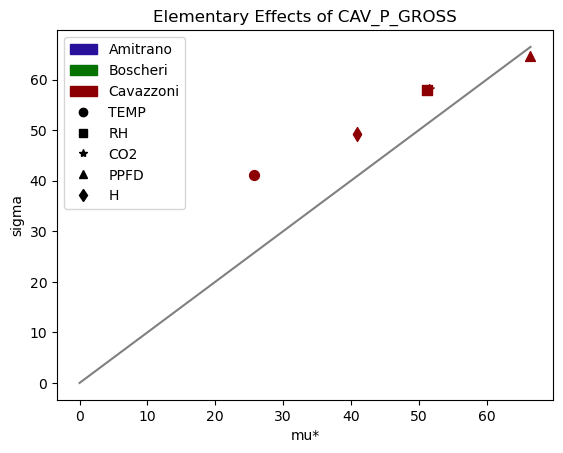 Elementary Effects of CAV_P_GROSS
Amitrano
Boscheri
Cavazzoni
TEMP
RH
CO2
PPFD
H
60
50
40
30
20
10
0
sigma
0 10 20 30 40 50 60
mu*